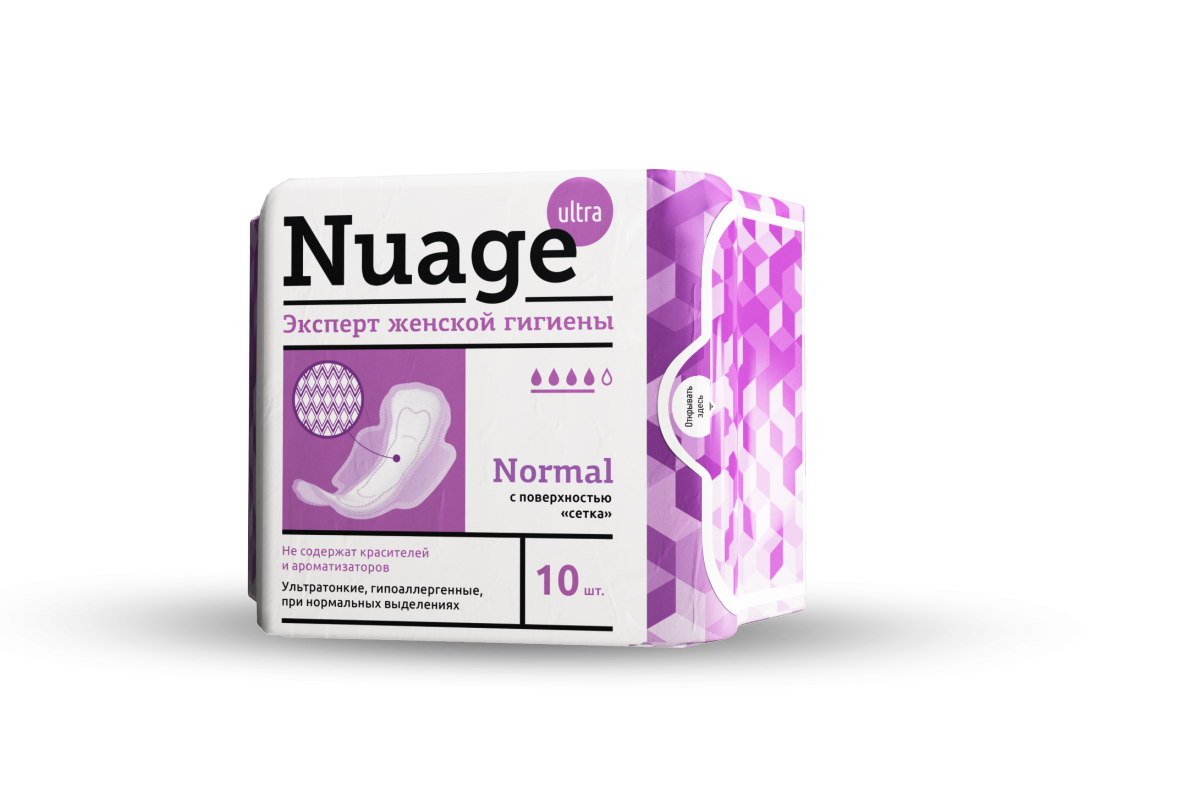 ultra
Nuage
Эксперт женской гигиены
Normal
с поверхностью
«сетка»
Не содержат красителей
и ароматизаторов
Ультратонкие, гипоаллергенные,
при нормальных выделениях
10 шт.
Открывать
здесь